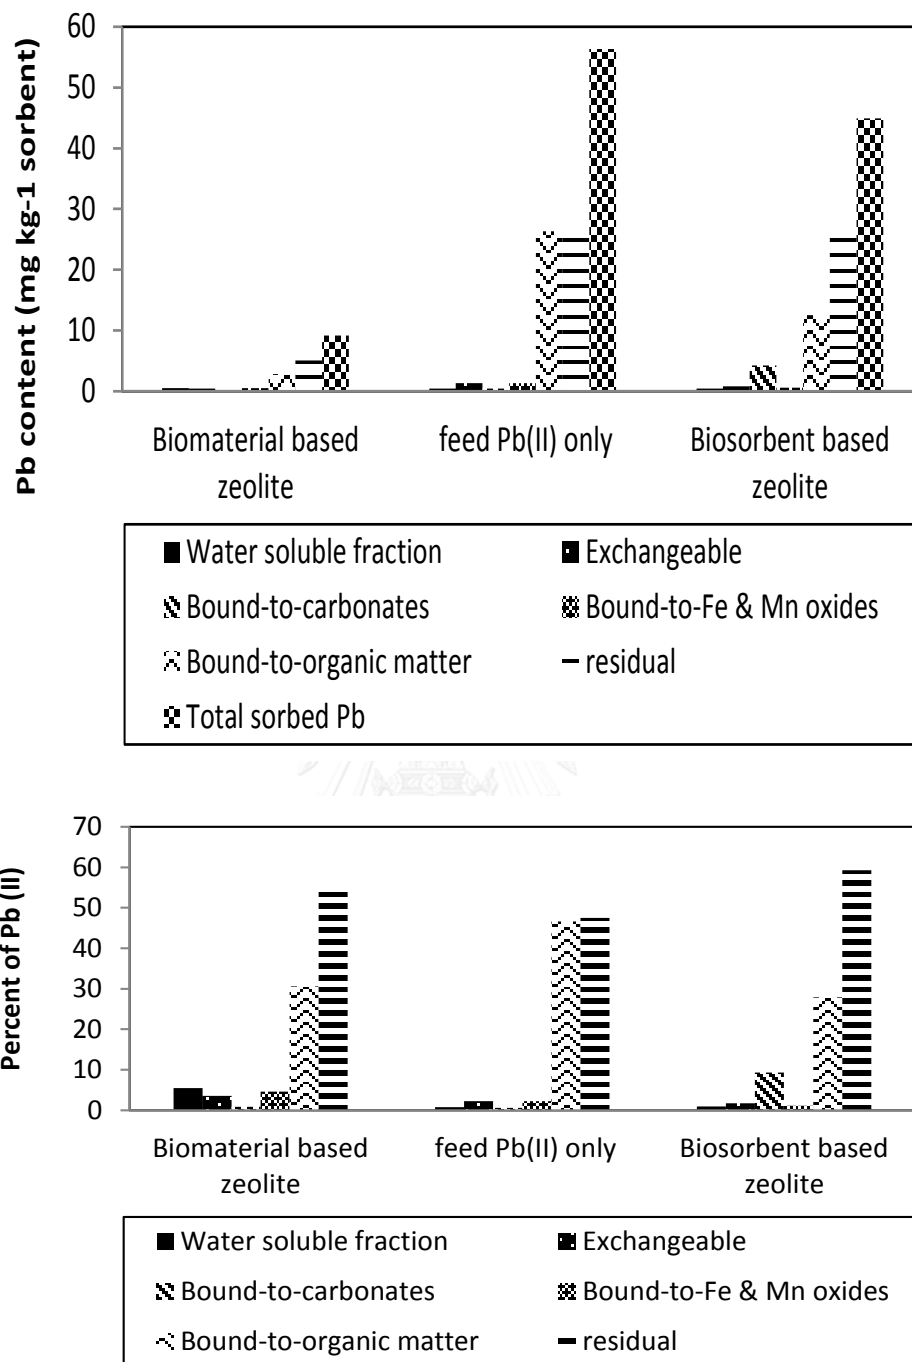 Pb content (mg kg-1 sorbent)
60
50
40
30
20
10
0
Biomaterial based
zeolite
feed Pb(II) only
Biosorbent based
zeolite
Water soluble fraction
Exchangeable
Bound-to-carbonates
Bound-to-Fe & Mn oxides
Bound-to-organic matter
residual
Total sorbed Pb
Percent of Pb (II)
70
60
50
40
30
20
10
0
Biomaterial based
zeolite
feed Pb(II) only
Biosorbent based
zeolite
Water soluble fraction
Exchangeable
Bound-to-carbonates
Bound-to-Fe & Mn oxides
Bound-to-organic matter
residual